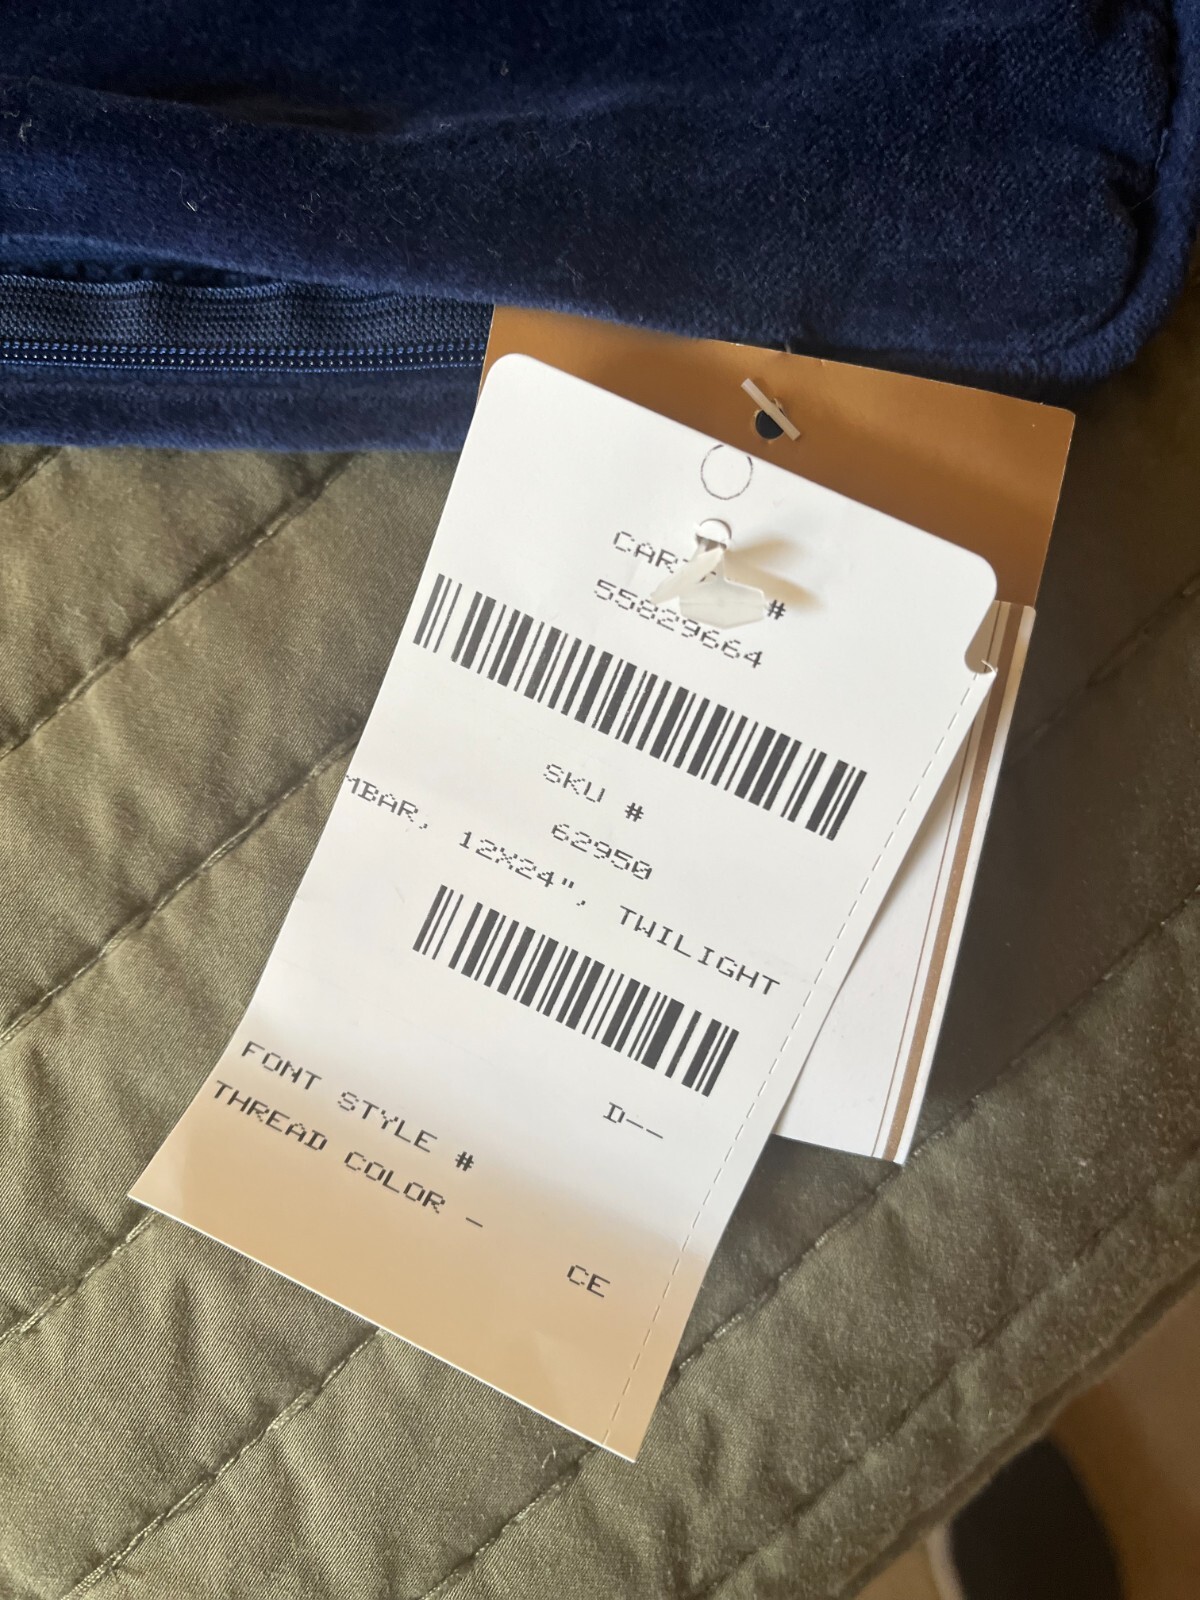 #
55829664
SKU #
62950
MBAR, 12X24", TWILIGHT
D--
FONT STYLE #
THREAD COLOR -
CE